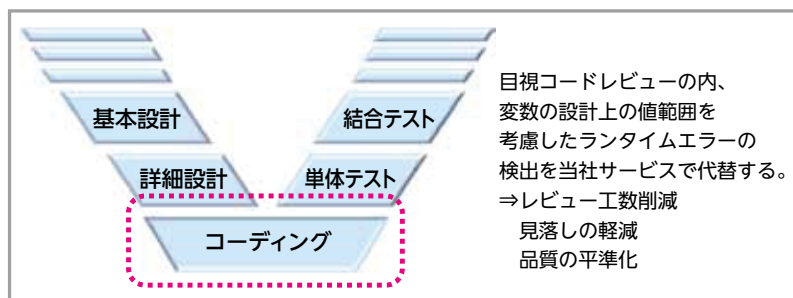 基本設計
結合テスト
詳細設計
単体テスト
コーディング
目視コードレビューの内、
変数の設計上の値範囲を
考慮したランタイムエラーの
検出を当社サービスで代替する。
⇒レビュー工数削減
見落しの軽減
品質の平準化